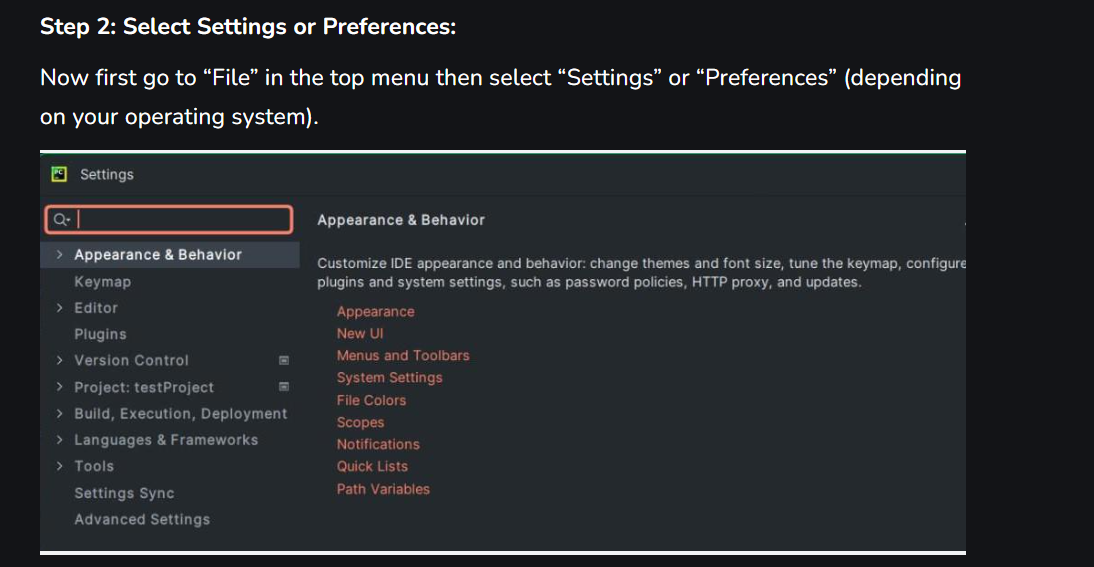 Step 2: Select Settings or Preferences:
Now first go to “File” in the top menu then select “Settings” or “Preferences” (depending
on your operating system).
PC
Settings
Appearance & Behavior
Keymap
Editor
Plugins
Version Control
Project: testProject
Build, Execution, Deployment
Languages & Frameworks
Tools
Settings Sync
Advanced Settings
Appearance & Behavior
Customize IDE appearance and behavior: change themes and font size, tune the keymap, configure
plugins and system settings, such as password policies, HTTP proxy, and updates.
Appearance
New UI
Menus and Toolbars
System Settings
File Colors
Scopes
Notifications
Quick Lists
Path Variables